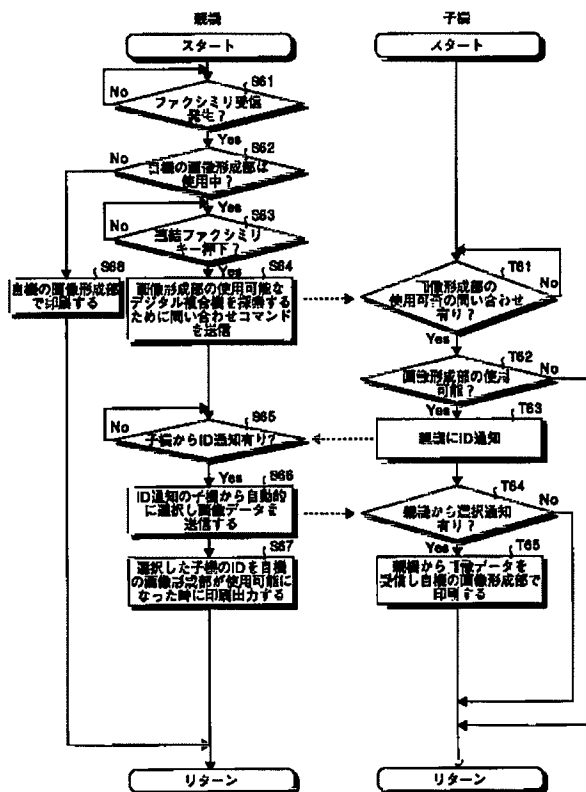 親機
スタート
S61
ファクシミリ受信
発生？
No
Yes
S62
自機の画像形成部は
使用中？
No
Yes
S63
連結ファクシミリ
キー押下？
No
Yes
S68
自機の画像形成部
で印刷する
S64
画像形成部の使用可能な
デジタル複合機を探索する
ために問い合わせコマンド
を送信
S65
子機からID通知有り？
No
Yes
S66
ID通知の子機から自動的
に選択し画像データを
送信する
S67
選択した子機のIDを自機
の画像形成部が使用可能に
なった時に印刷出力する
リターン
子機
スタート
T61
画像形成部の
使用可否の問い合わせ
有り？
No
Yes
T62
画像形成部の使用
可能？
No
Yes
T63
親機にID通知
T64
親機から選択通知
有り？
No
Yes
T65
親機から画像データを
受信し自機の画像形成部で
印刷する
リターン